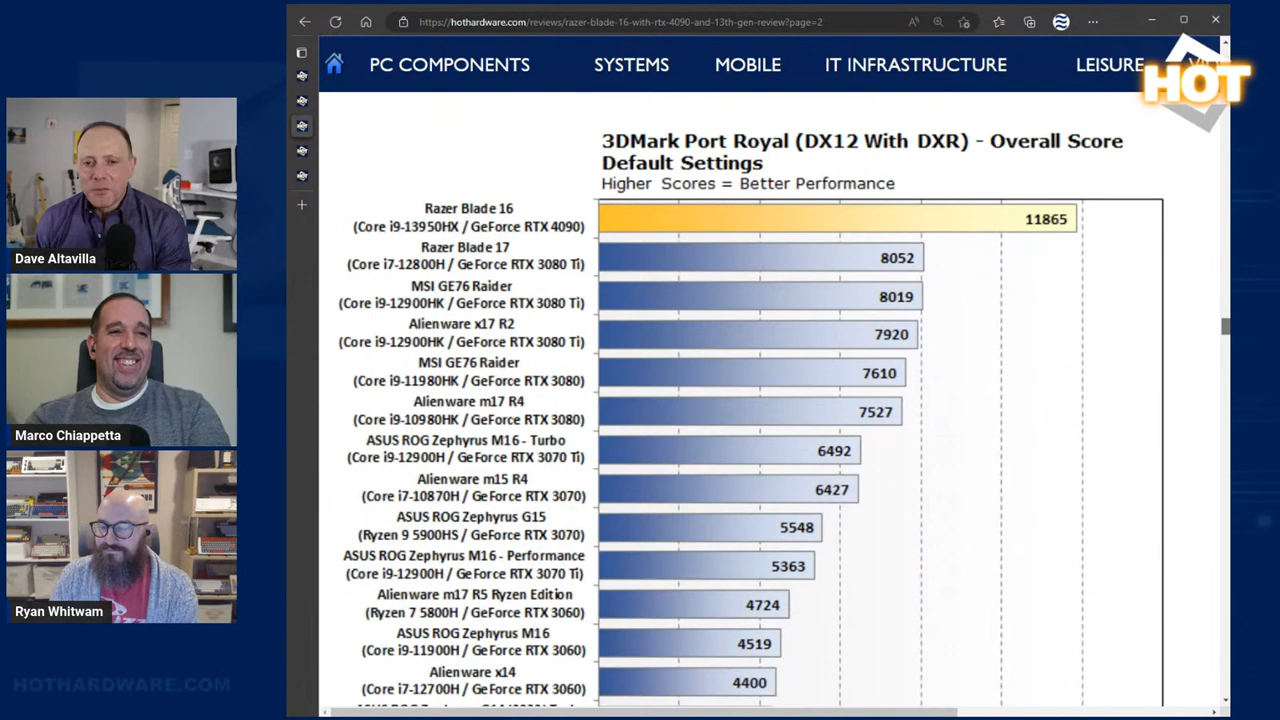 https://hothardware.com/reviews/razer-blade-16-with-rtx-4090-and-13th-gen-review?page=2
PC COMPONENTS SYSTEMS MOBILE IT INFRASTRUCTURE LEISURE
HOT
3DMark Port Royal (DX12 With DXR) - Overall Score
Default Settings
Higher Scores = Better Performance
Razer Blade 16
(Core i9-13950HX / GeForce RTX 4090) 11865
Razer Blade 17
(Core i7-12800H / GeForce RTX 3080 Ti) 8052
MSI GE76 Raider
(Core i9-12900HK / GeForce RTX 3080 Ti) 8019
Alienware x17 R2
(Core i9-12900HK / GeForce RTX 3080 Ti) 7920
MSI GE76 Raider
(Core i9-11980HK / GeForce RTX 3080) 7610
Alienware m17 R4
(Core i9-10980HK / GeForce RTX 3080) 7527
ASUS ROG Zephyrus M16 - Turbo
(Core i9-12900H / GeForce RTX 3070 Ti) 6492
Alienware m15 R4
(Core i7-10870H / GeForce RTX 3070) 6427
ASUS ROG Zephyrus G15
(Ryzen 9 5900HS / GeForce RTX 3070) 5548
ASUS ROG Zephyrus M16 - Performance
(Core i9-12900H / GeForce RTX 3070 Ti) 5363
Alienware m17 R5 Ryzen Edition
(Ryzen 7 5800H / GeForce RTX 3060) 4724
ASUS ROG Zephyrus M16
(Core i9-11900H / GeForce RTX 3060) 4519
Alienware x14
(Core i7-12700H / GeForce RTX 3060) 4400
Dave Altavilla
Marco Chiappetta
Ryan Whitwam
HOTHARDWARE.COM